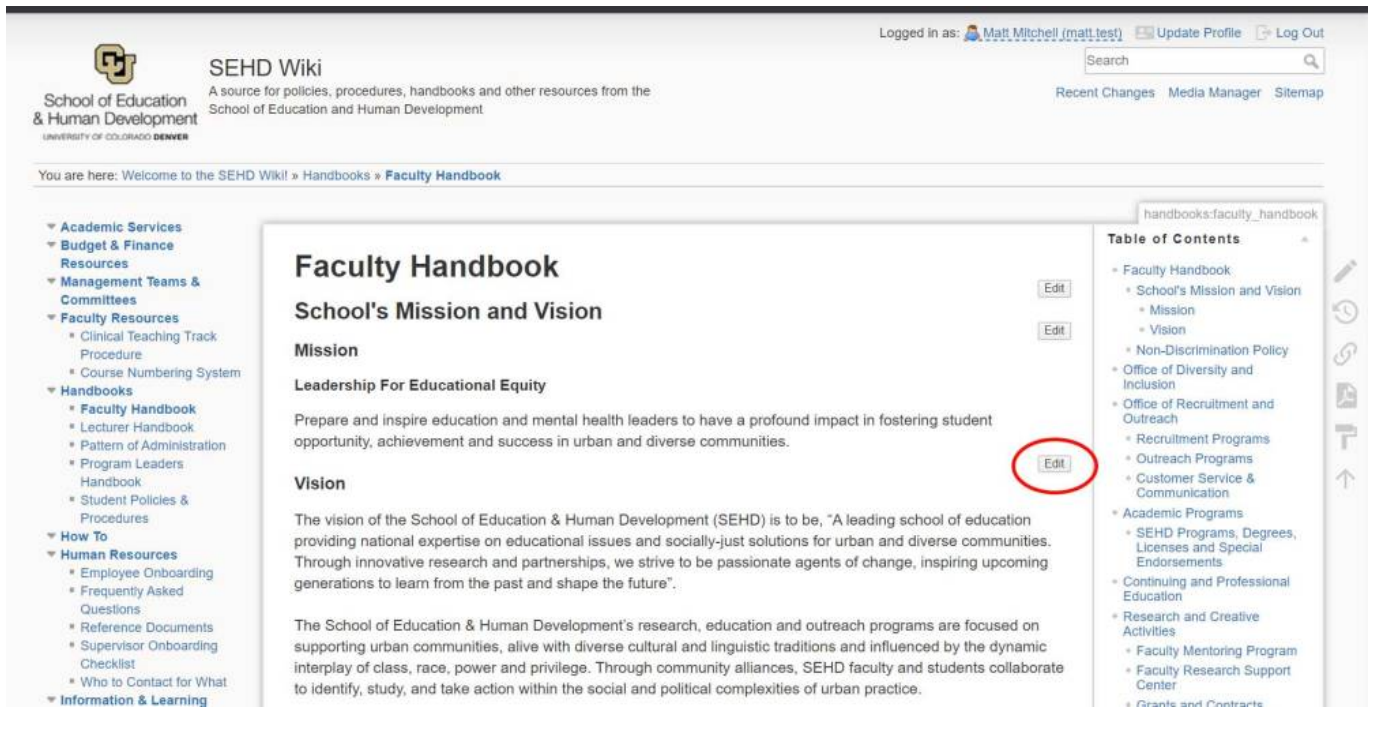 Logged in as: Matt Mitchell (matt.test) Update Profile Log Out
Search
Recent Changes Media Manager Sitemap
School of Education
& Human Development
UNIVERSITY OF COLORADO DENVER
SEHD Wiki
A source for policies, procedures, handbooks and other resources from the
School of Education and Human Development
You are here: Welcome to the SEHD Wiki! » Handbooks » Faculty Handbook
Academic Services
Budget & Finance
Resources
Management Teams &
Committees
Faculty Resources
Clinical Teaching Track
Procedure
Course Numbering System
Handbooks
Faculty Handbook
Lecturer Handbook
Pattern of Administration
Program Leaders
Handbook
Student Policies &
Procedures
How To
Human Resources
Employee Onboarding
Frequently Asked
Questions
Reference Documents
Supervisor Onboarding
Checklist
Who to Contact for What
Information & Learning
Faculty Handbook
Edit
School's Mission and Vision
Edit
Mission
Leadership For Educational Equity
Prepare and inspire education and mental health leaders to have a profound impact in fostering student
opportunity, achievement and success in urban and diverse communities.
Edit
Vision
The vision of the School of Education & Human Development (SEHD) is to be, “A leading school of education
providing national expertise on educational issues and socially-just solutions for urban and diverse communities.
Through innovative research and partnerships, we strive to be passionate agents of change, inspiring upcoming
generations to learn from the past and shape the future”.
The School of Education & Human Development's research, education and outreach programs are focused on
supporting urban communities, alive with diverse cultural and linguistic traditions and influenced by the dynamic
interplay of class, race, power and privilege. Through community alliances, SEHD faculty and students collaborate
to identify, study, and take action within the social and political complexities of urban practice.
handbooks:faculty_handbook
Table of Contents
Faculty Handbook
School's Mission and Vision
Mission
Vision
Non-Discrimination Policy
Office of Diversity and
Inclusion
Office of Recruitment and
Outreach
Recruitment Programs
Outreach Programs
Customer Service &
Communication
Academic Programs
SEHD Programs, Degrees,
Licenses and Special
Endorsements
Continuing and Professional
Education
Research and Creative
Activities
Faculty Mentoring Program
Faculty Research Support
Center
Grants and Contracts